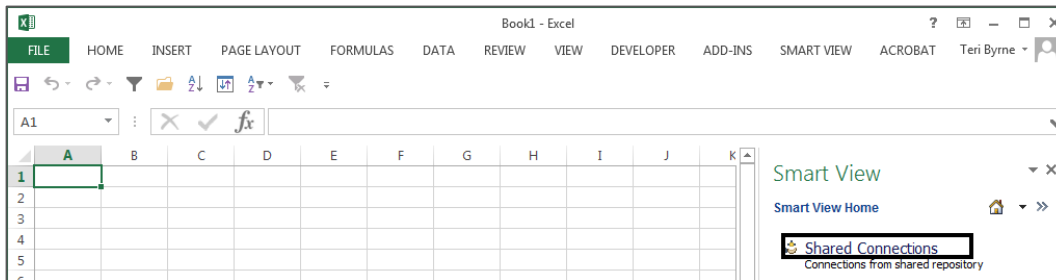 Book1 - Excel
FILE HOME INSERT PAGE LAYOUT FORMULAS DATA REVIEW VIEW DEVELOPER ADD-INS SMART VIEW ACROBAT Teri Byrne
A1 fx
A B C D E F G H I J K
1
2
3
4
5
Smart View
Smart View Home
Shared Connections
Connections from shared repository